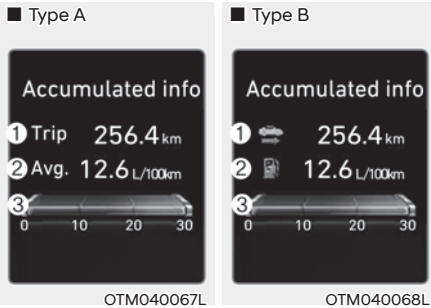 ■ Type A
Accumulated info
① Trip 256.4 km
② Avg. 12.6 L/100km
③
0 10 20 30
OTM040067L
■ Type B
Accumulated info
① 256.4 km
② 12.6 L/100km
③
0 10 20 30
OTM040068L